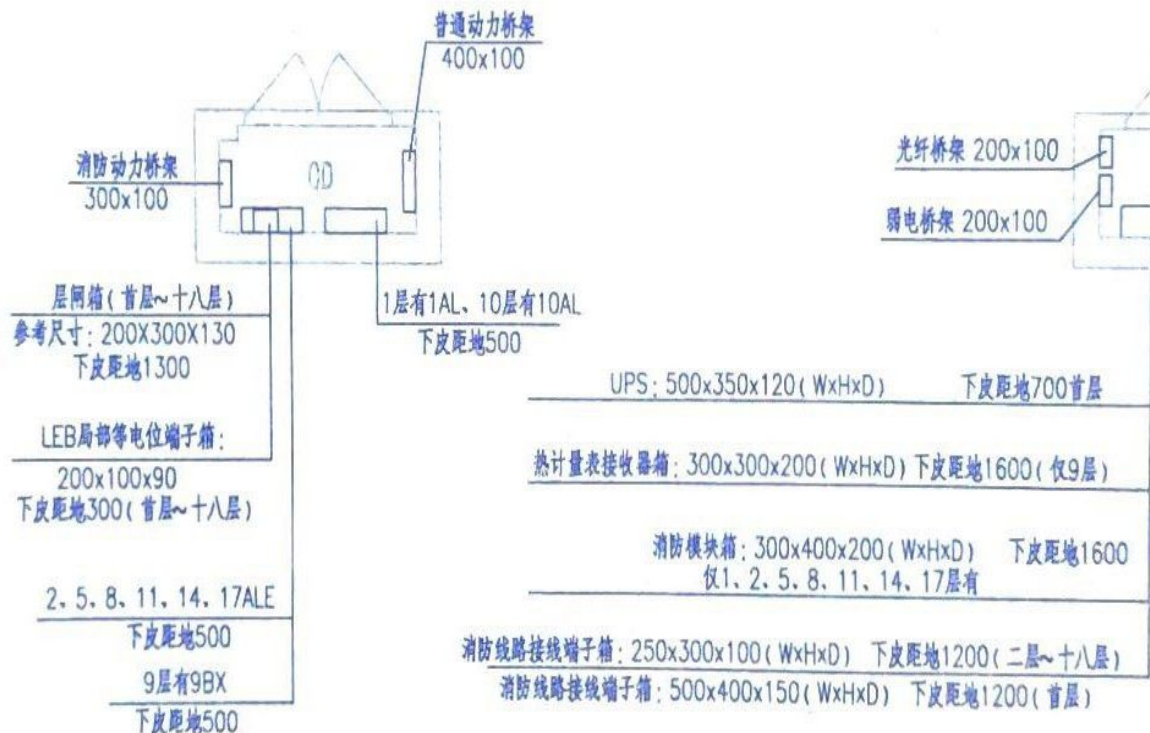 普通动力桥架
400x100
消防动力桥架
300x100
QD
光纤桥架 200x100
弱电桥架 200x100
层网箱(首层~十八层)
参考尺寸: 200X300X130
下皮距地1300
1层有1AL、10层有10AL
下皮距地500
UPS: 500x350x120(WxHxD) 下皮距地700首层
LEB局部等电位端子箱:
200x100x90
下皮距地300(首层~十八层)
热计量表接收器箱: 300x300x200(WxHxD) 下皮距地1600(仅9层)
消防模块箱: 300x400x200(WxHxD) 下皮距地1600
仅1、2、5、8、11、14、17层有
2、5、8、11、14、17ALE
下皮距地500
消防线路接线端子箱: 250x300x100(WxHxD) 下皮距地1200(二层~十八层)
消防线路接线端子箱: 500x400x150(WxHxD) 下皮距地1200(首层)
9层有9BX
下皮距地500